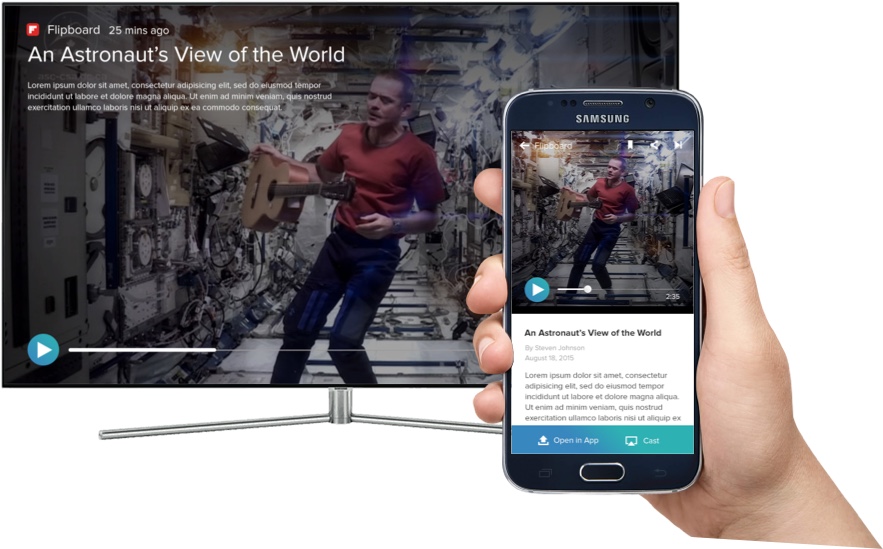 Flipboard 25 mins ago
An Astronaut's View of the World
Lorem ipsum dolor sit amet, consectetur adipisicing elit, sed do eiusmod tempor
incididunt ut labore et dolore magna aliqua. Ut enim ad minim veniam, quis nostrud
exercitation ullamco laboris nisi ut aliquip ex ea commodo consequat.
SAMSUNG
Flipboard
2:35
An Astronaut's View of the World
By Steven Johnson
August 18, 2015
Lorem ipsum dolor sit amet, consectetur
adipisicing elit, sed do eiusmod tempor
incididunt ut labore et dolore magna aliqua.
Ut enim ad minim veniam, quis nostrud
exercitation ullamco laboris nisi ut aliquip ex
Open in App
Cast